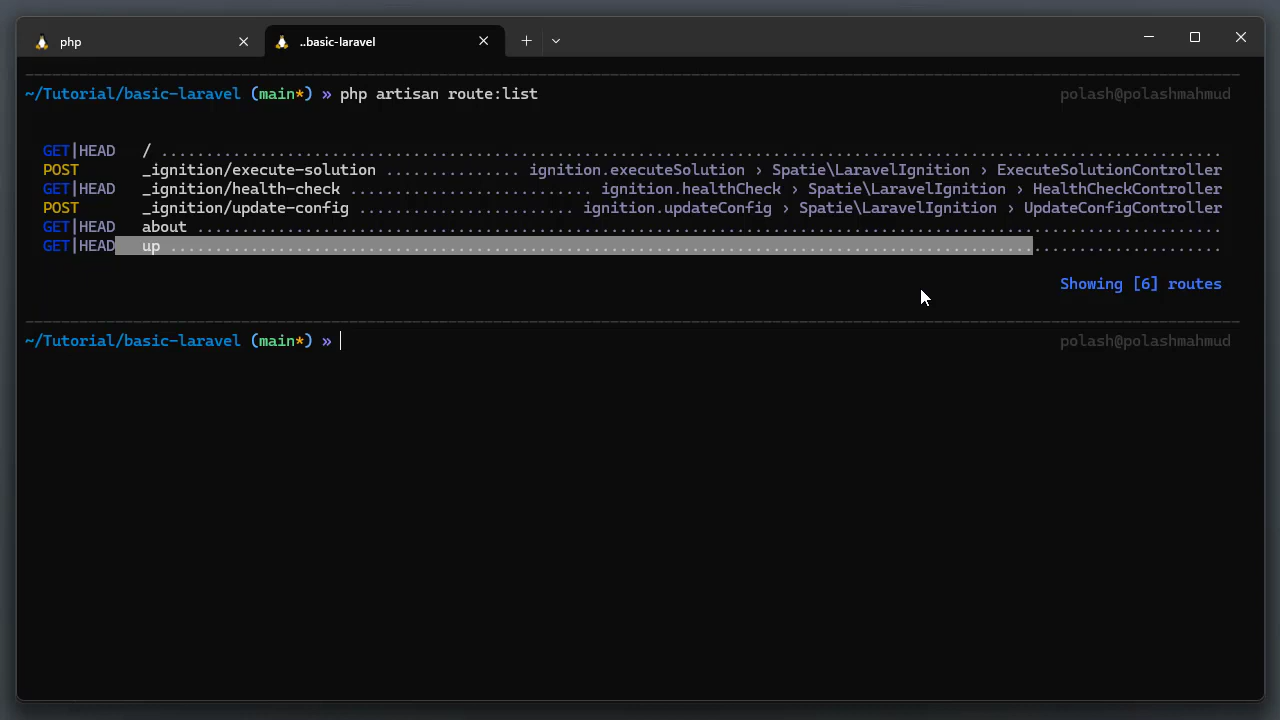 php
..basic-laravel
~/Tutorial/basic-laravel (main*) » php artisan route:list polash@polashmahmud
GET|HEAD / ......................................................................................................................
POST _ignition/execute-solution ............... ignition.executeSolution › Spatie\LaravelIgnition › ExecuteSolutionController
GET|HEAD _ignition/health-check ........................... ignition.healthCheck › Spatie\LaravelIgnition › HealthCheckController
POST _ignition/update-config ........................ ignition.updateConfig › Spatie\LaravelIgnition › UpdateConfigController
GET|HEAD about ..................................................................................................................
GET|HEAD up .....................................................................................................................
Showing [6] routes
~/Tutorial/basic-laravel (main*) » polash@polashmahmud